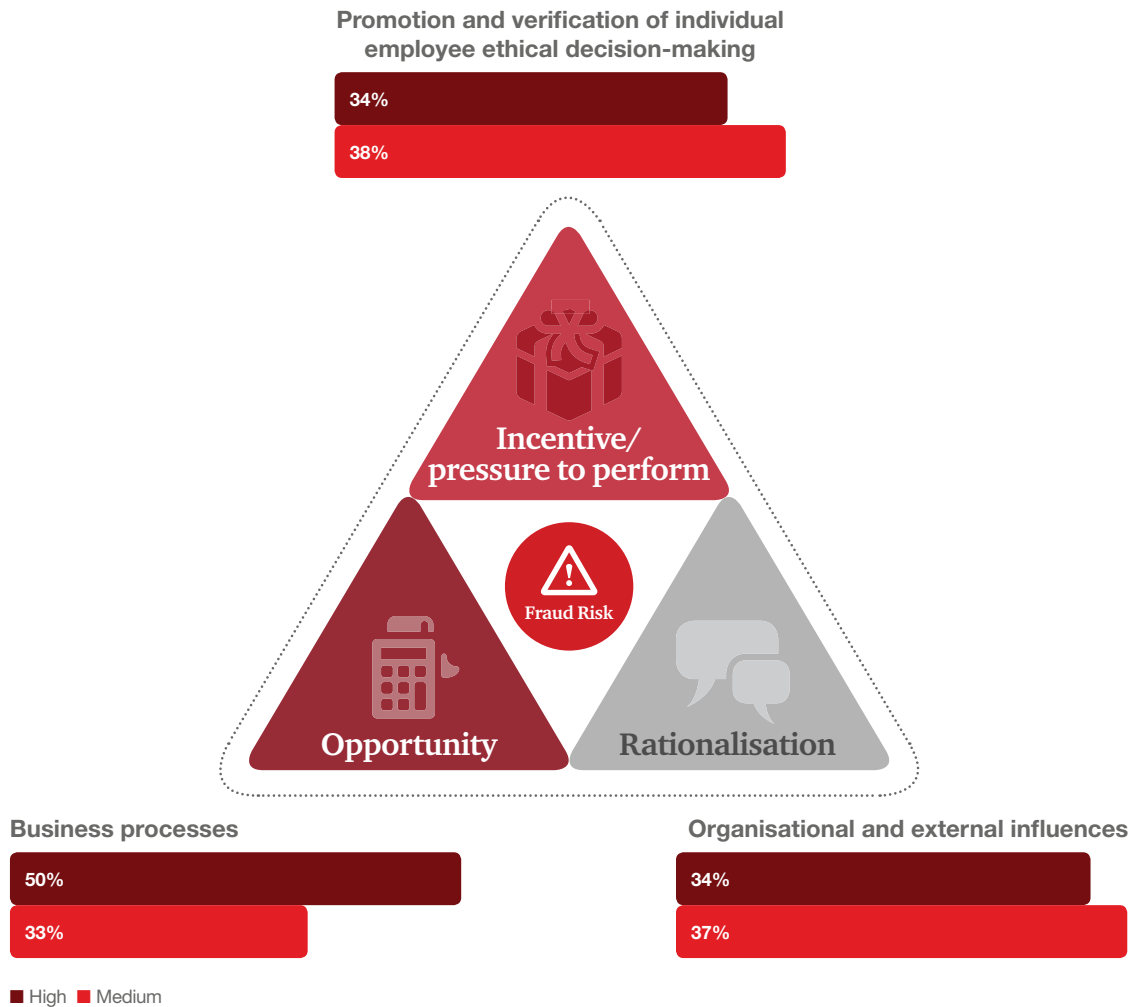 Promotion and verification of individual
employee ethical decision-making
34%
38%
Incentive/
pressure to perform
Fraud Risk
Opportunity
Rationalisation
Business processes
50%
33%
Organisational and external influences
34%
37%
High Medium